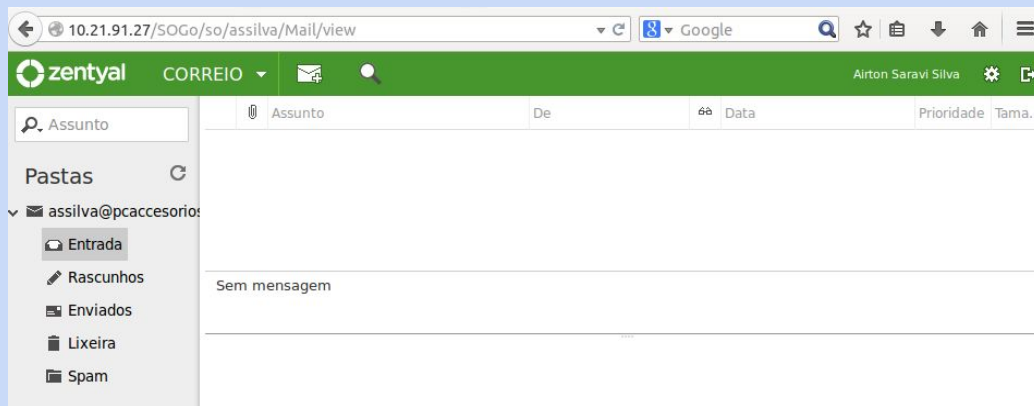 10.21.91.27/SOGo/so/assilva/Mail/view
8 Google
zentyal CORREIO Airton Saravi Silva
Assunto Assunto De Data Prioridade Tama.
Pastas
assilva@pcaccesorios
Entrada
Rascunhos
Sem mensagem
Enviados
Lixeira
Spam